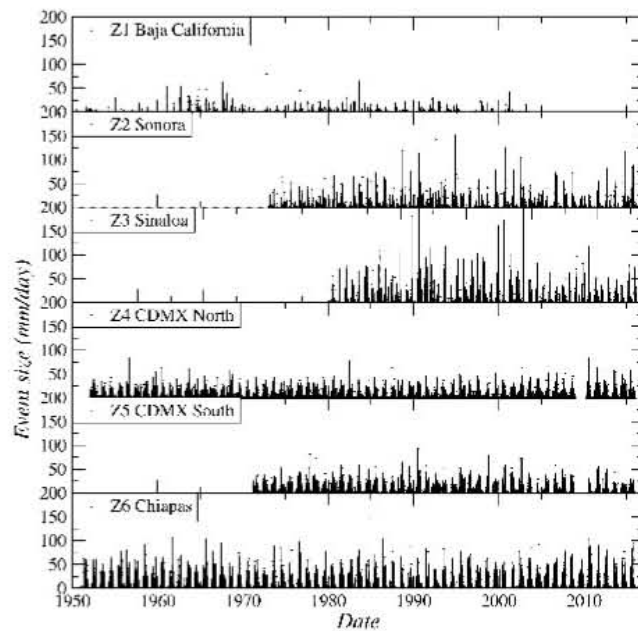 200
Z1 Baja California
150
100
50
200
Z2 Sonora
150
100
50
200
Z3 Sinaloa
150
100
50
200
Z4 CDMX North
150
100
50
200
Z5 CDMX South
150
100
50
200
Z6 Chiapas
150
100
50
0
Event size (mm/day)
1950 1960 1970 1980 1990 2000 2010
Date